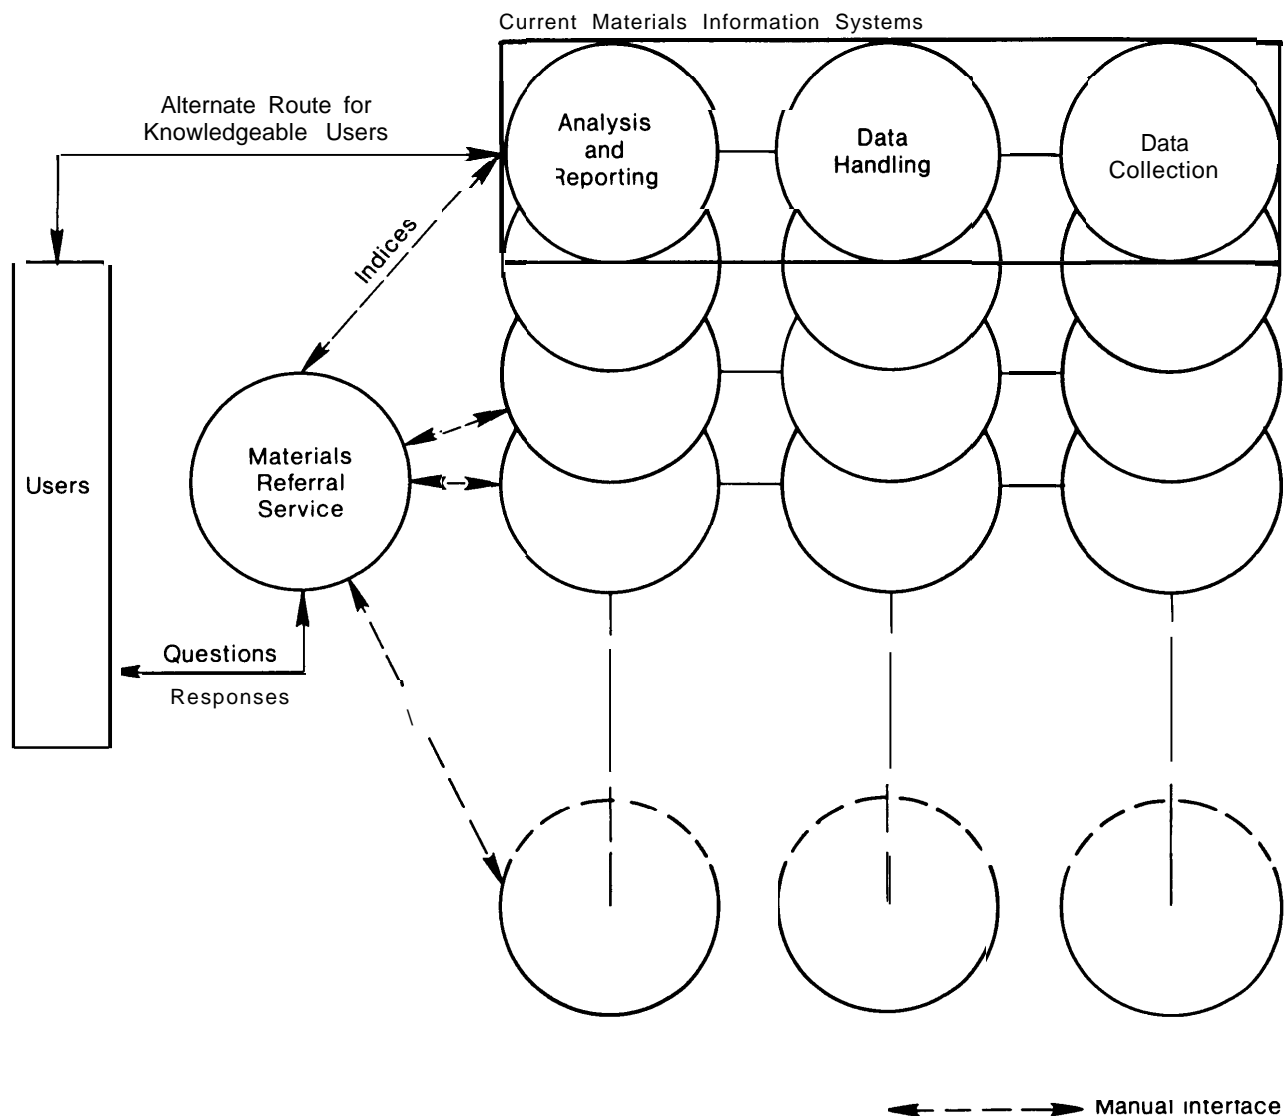 Current Materials Information Systems
Alternate Route for
Knowledgeable Users
Analysis
and
Reporting
Data
Handling
Data
Collection
Indices
Users
Materials
Referral
Service
Questions
Responses
Manual Interface